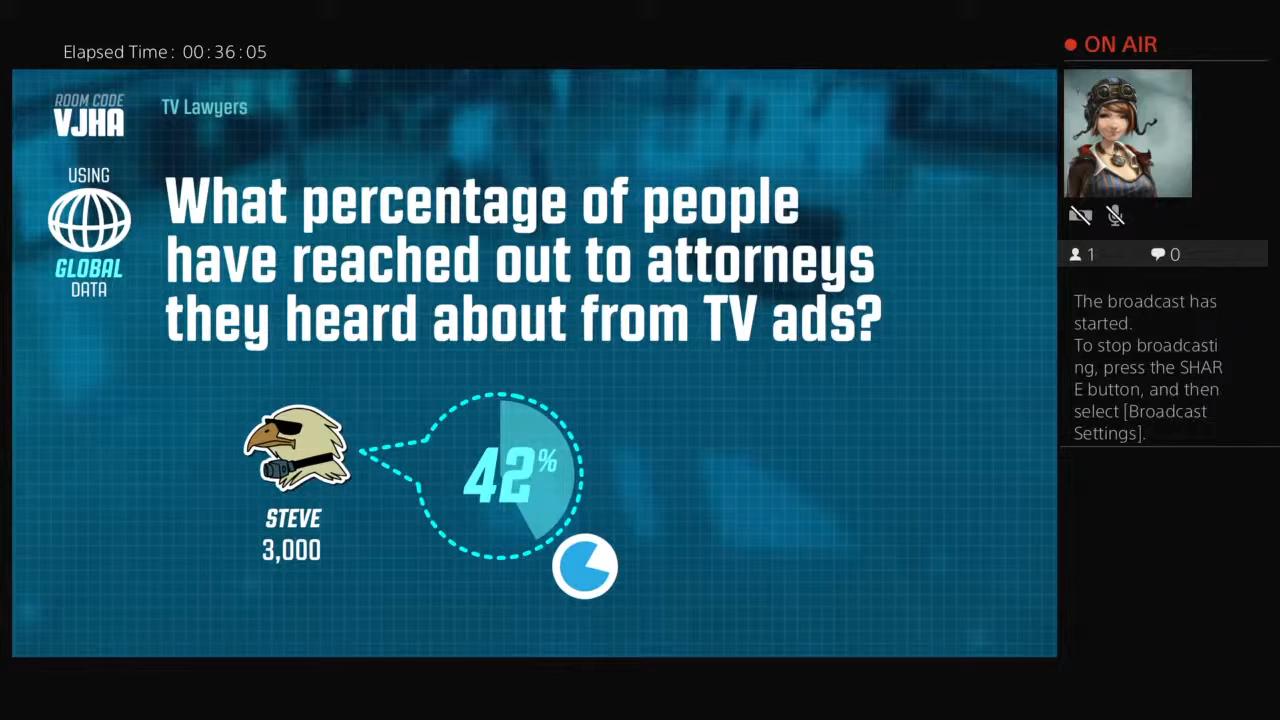 Elapsed Time: 00:36:05
ON AIR
ROOM CODE
VJHA
TV Lawyers
USING
GLOBAL
DATA
What percentage of people
have reached out to attorneys
they heard about from TV ads?
42%
STEVE
3,000
1
0
The broadcast has
started.
To stop broadcasti
ng, press the SHAR
E button, and then
select [Broadcast
Settings].